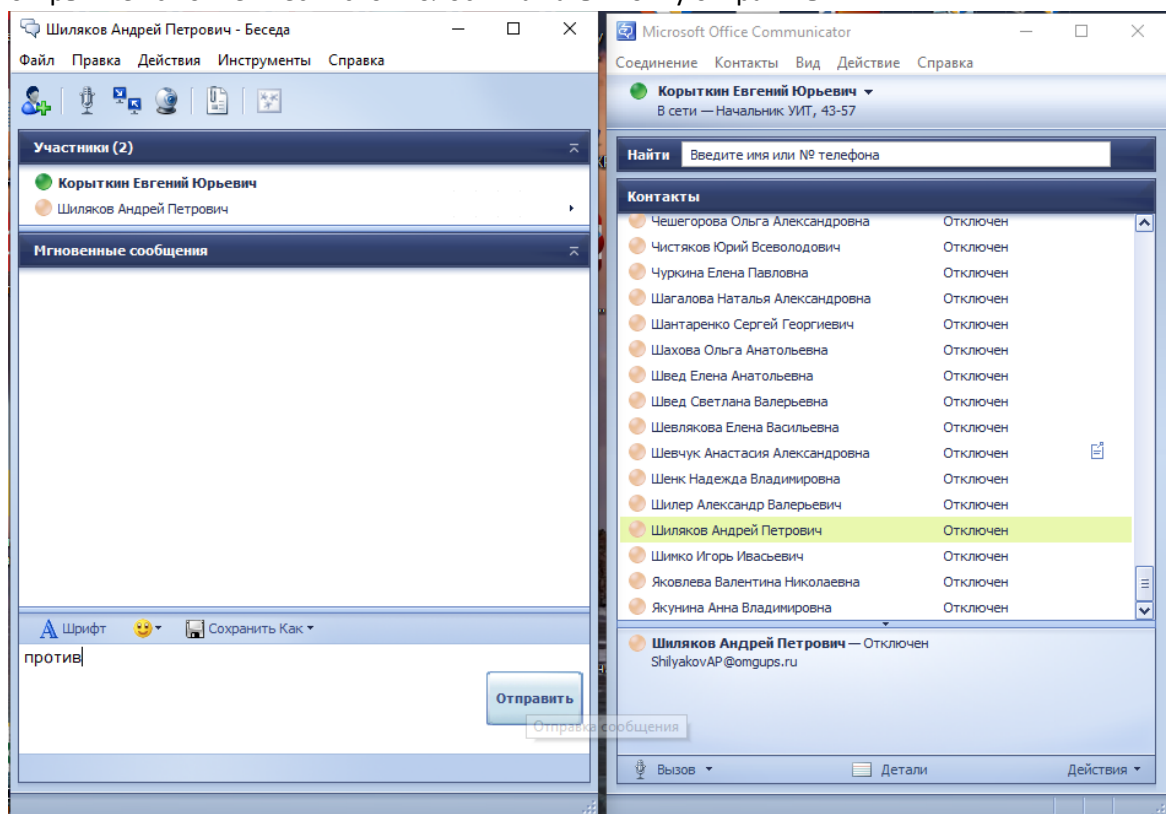 Шиляков Андрей Петрович - Беседа
Файл Правка Действия Инструменты Справка
Участники (2)
Корыткин Евгений Юрьевич
Шиляков Андрей Петрович
Мгновенные сообщения
Шрифт Сохранить Как
против
Отправить
Отправка сообщения
Microsoft Office Communicator
Соединение Контакты Вид Действие Справка
Корыткин Евгений Юрьевич
В сети — Начальник УИТ, 43-57
Найти Введите имя или № телефона
Контакты
Чешегорова Ольга Александровна Отключен
Чистяков Юрий Всеволодович Отключен
Чуркина Елена Павловна Отключен
Шагалова Наталья Александровна Отключен
Шантаренко Сергей Георгиевич Отключен
Шахова Ольга Анатольевна Отключен
Швед Елена Анатольевна Отключен
Швед Светлана Валерьевна Отключен
Шевлякова Елена Васильевна Отключен
Шевчук Анастасия Александровна Отключен
Шенк Надежда Владимировна Отключен
Шилер Александр Валерьевич Отключен
Шиляков Андрей Петрович Отключен
Шимко Игорь Ивасьевич Отключен
Яковлева Валентина Николаевна Отключен
Якунина Анна Владимировна Отключен
Шиляков Андрей Петрович — Отключен
ShilyakovAP@omgups.ru
Вызов Детали Действия